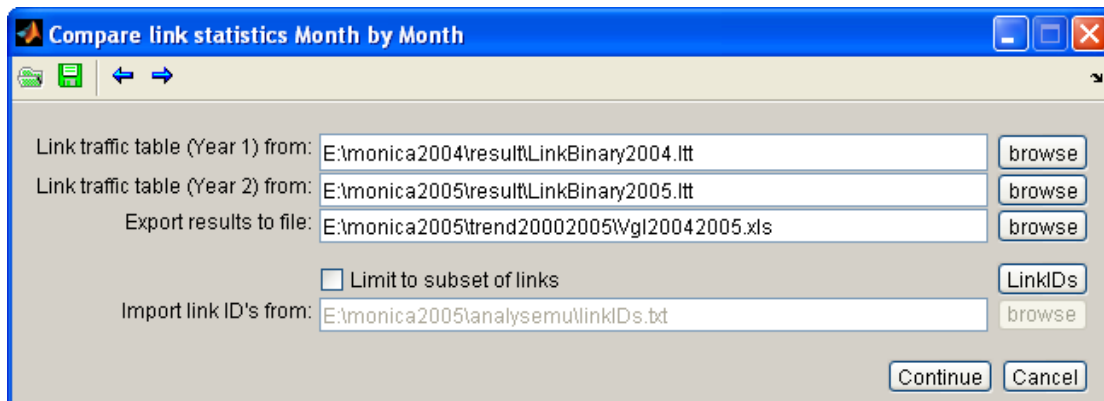 Compare link statistics Month by Month
Link traffic table (Year 1) from: E:\monica2004\result\LinkBinary2004.ltt browse
Link traffic table (Year 2) from: E:\monica2005\result\LinkBinary2005.ltt browse
Export results to file: E:\monica2005\trend20002005\Vgl20042005.xls browse
Limit to subset of links LinkIDs
Import link ID's from: E:\monica2005\analysemu\linkIDs.txt browse
Continue Cancel